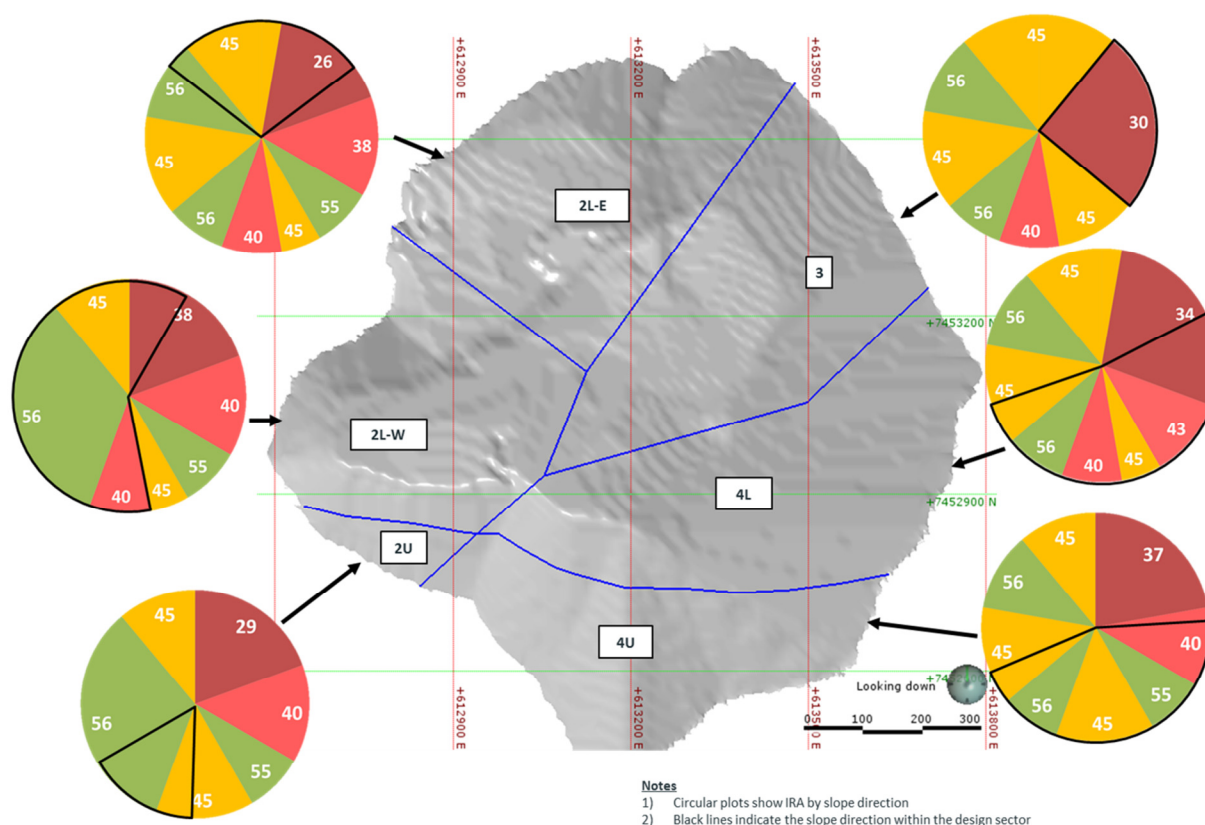 45
26
56
38
45
55
56
45
40
+612900 E
+613200 E
+613500 E
45
56
30
45
45
56
40
2L-E
3
45
38
56
40
55
45
40
+7453200 N
45
56
34
45
43
56
45
40
2L-W
4L
+7452900 N
2U
4U
45
29
56
40
55
45
45
37
56
45
40
55
56
45
Looking down
0 100 200 300
+612900 E
+613200 E
+613800 E
Notes
1) Circular plots show IRA by slope direction
2) Black lines indicate the slope direction within the design sector